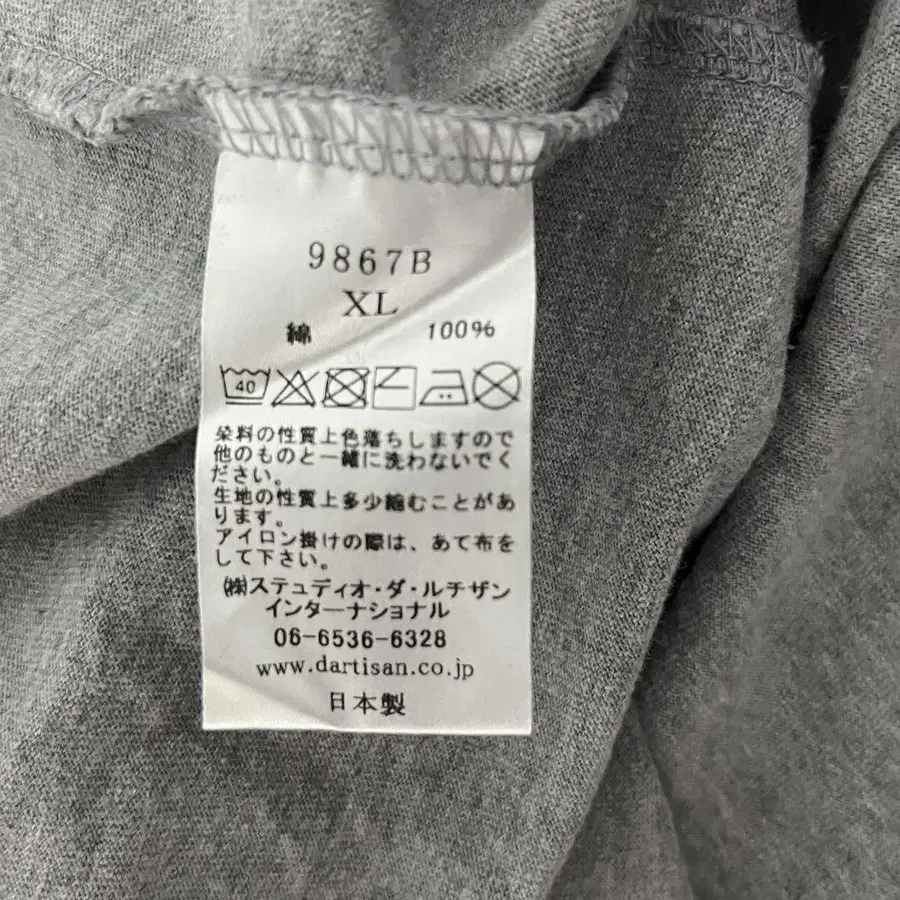 9867B
XL
綿 100%
40
染料の性質上色落ちしますので
他のものと一緒に洗わないでく
ださい。
生地の性質上多少縮むことがあ
ります。
アイロン掛けの際は、あて布を
して下さい。
㈱ステュディオ・ダ・ルチザン
インターナショナル
06-6536-6328
www.dartisan.co.jp
日本製